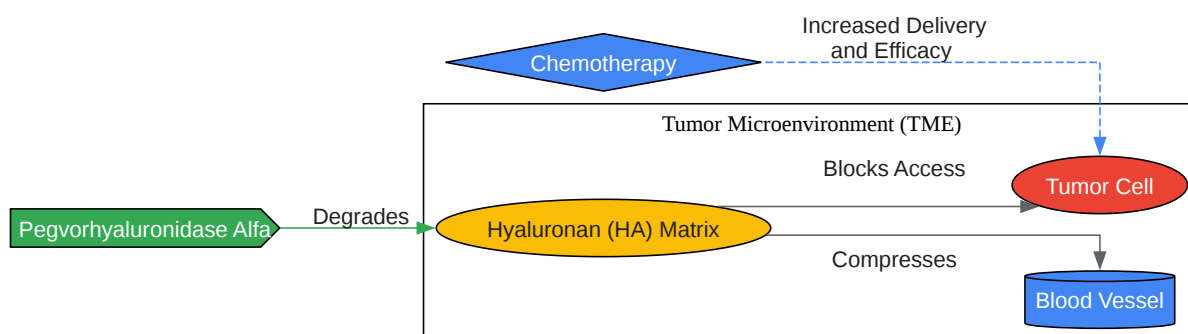 Increased Delivery
and Efficacy
Chemotherapy
Tumor Microenvironment (TME)
Blocks Access
Tumor Cell
Pegvorhyaluronidase Alfa
Degrades
Hyaluronan (HA) Matrix
Compresses
Blood Vessel